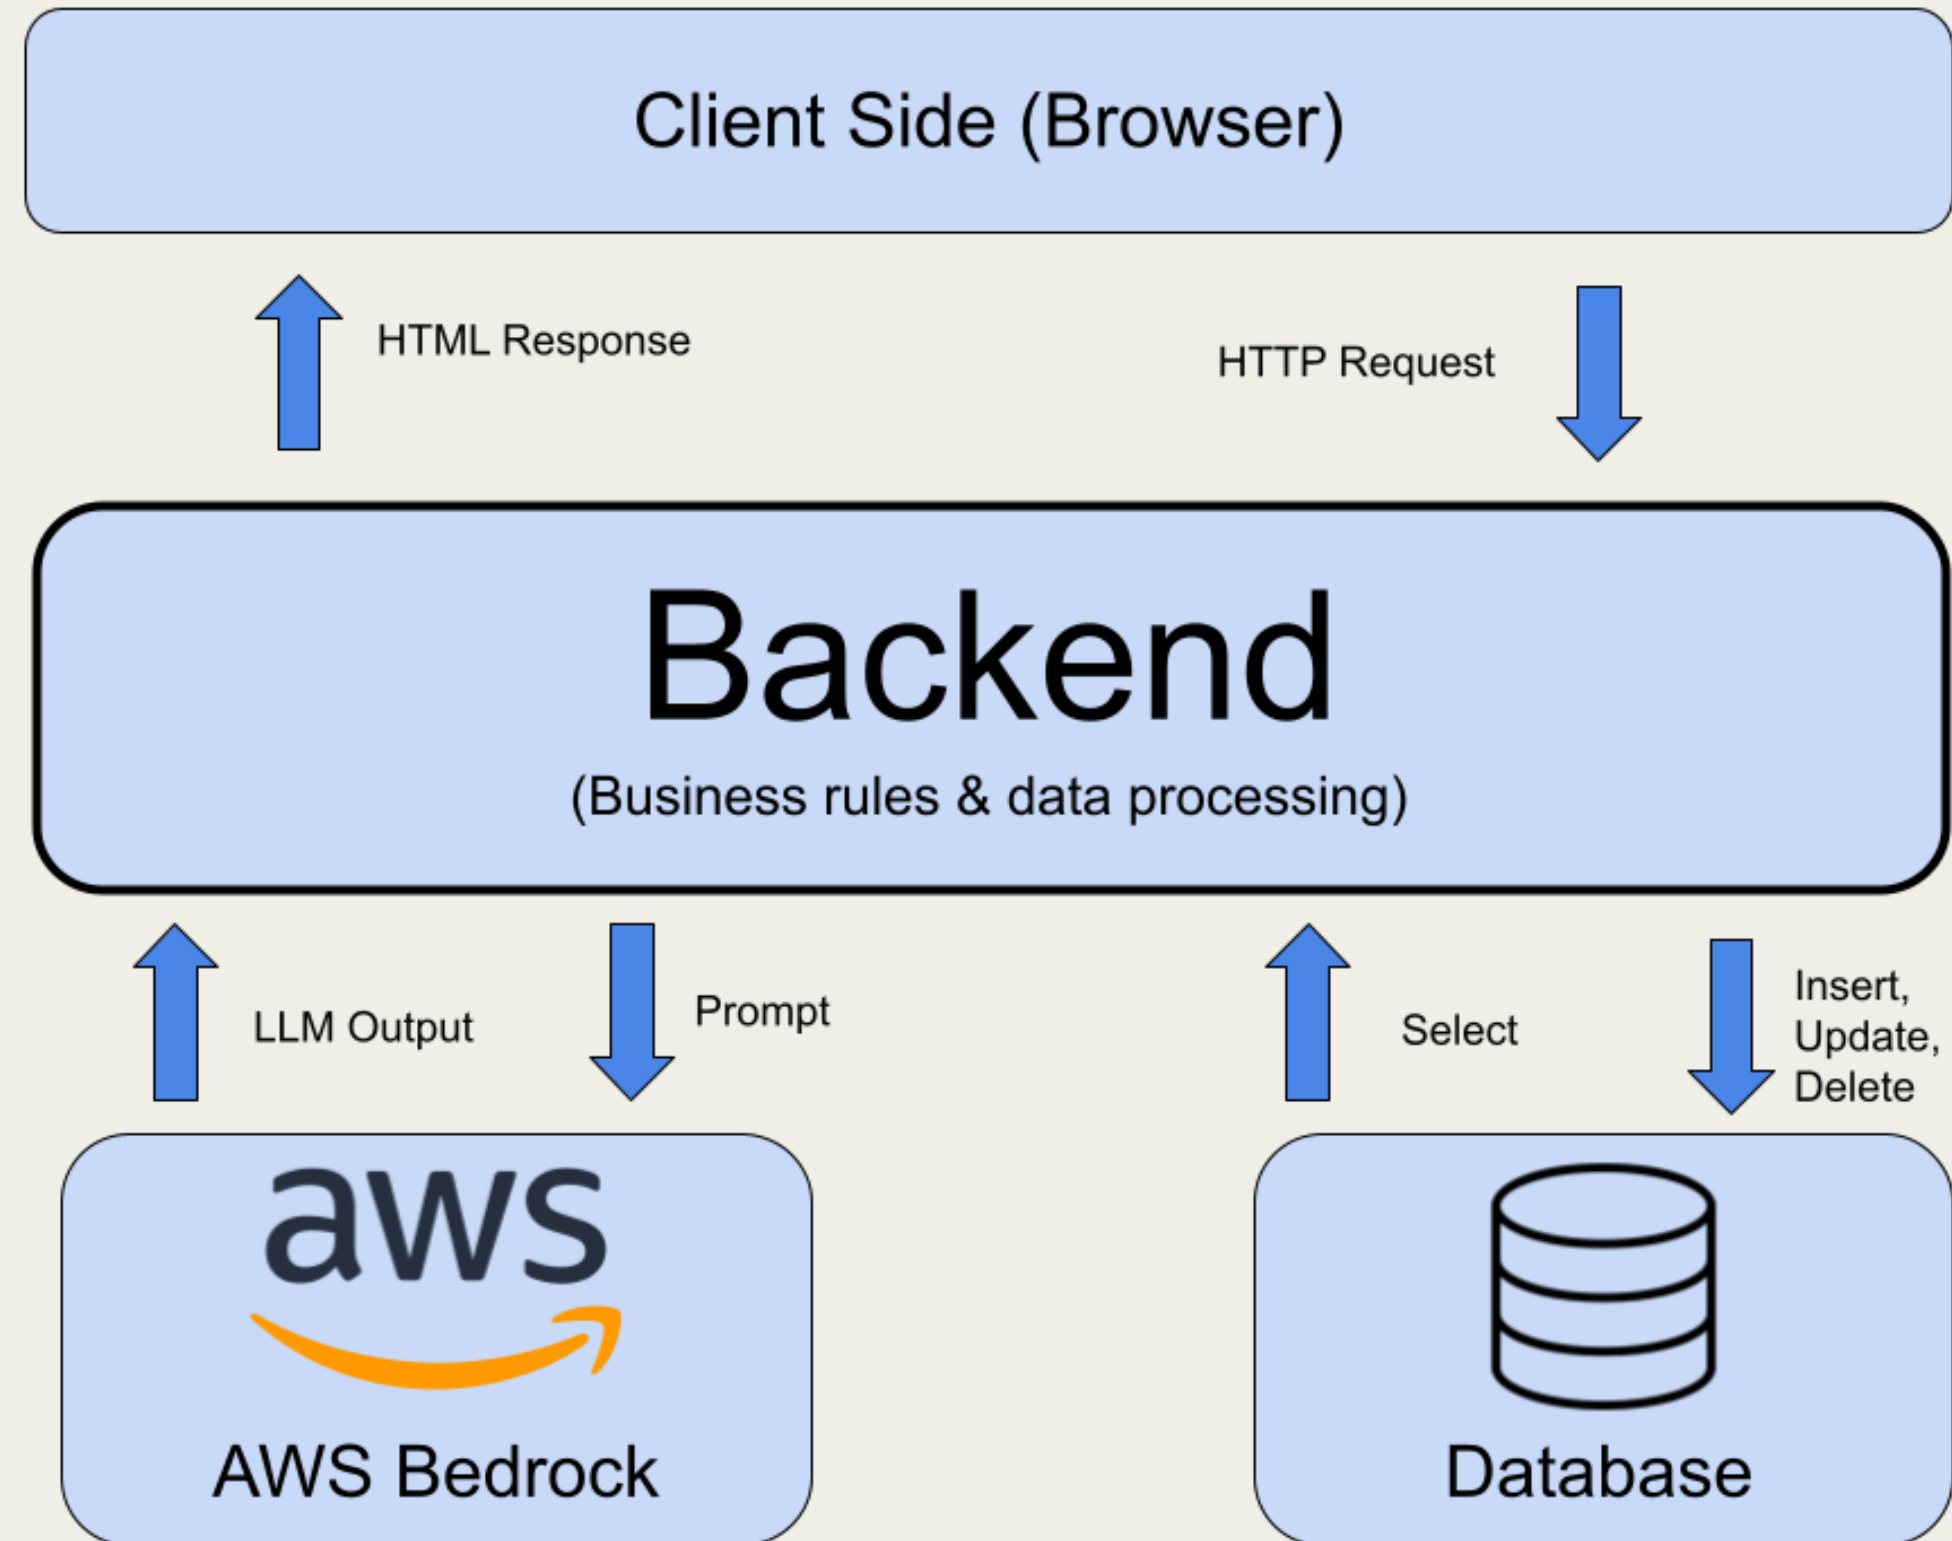 Client Side (Browser)
HTML Response
HTTP Request
Backend
(Business rules & data processing)
LLM Output
Prompt
Select
Insert,
Update,
Delete
aws
AWS Bedrock
Database